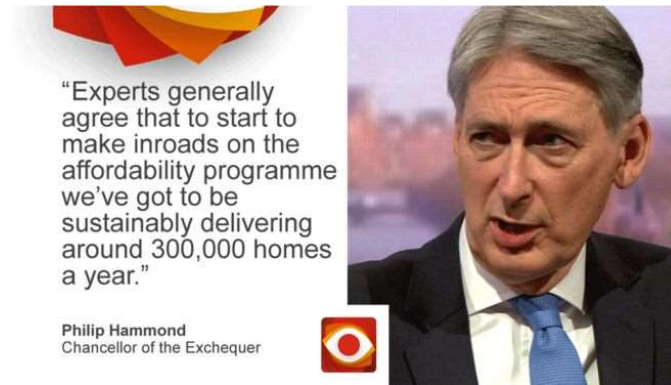 “Experts generally
agree that to start to
make inroads on the
affordability programme
we’ve got to be
sustainably delivering
around 300,000 homes
a year.”
Philip Hammond
Chancellor of the Exchequer